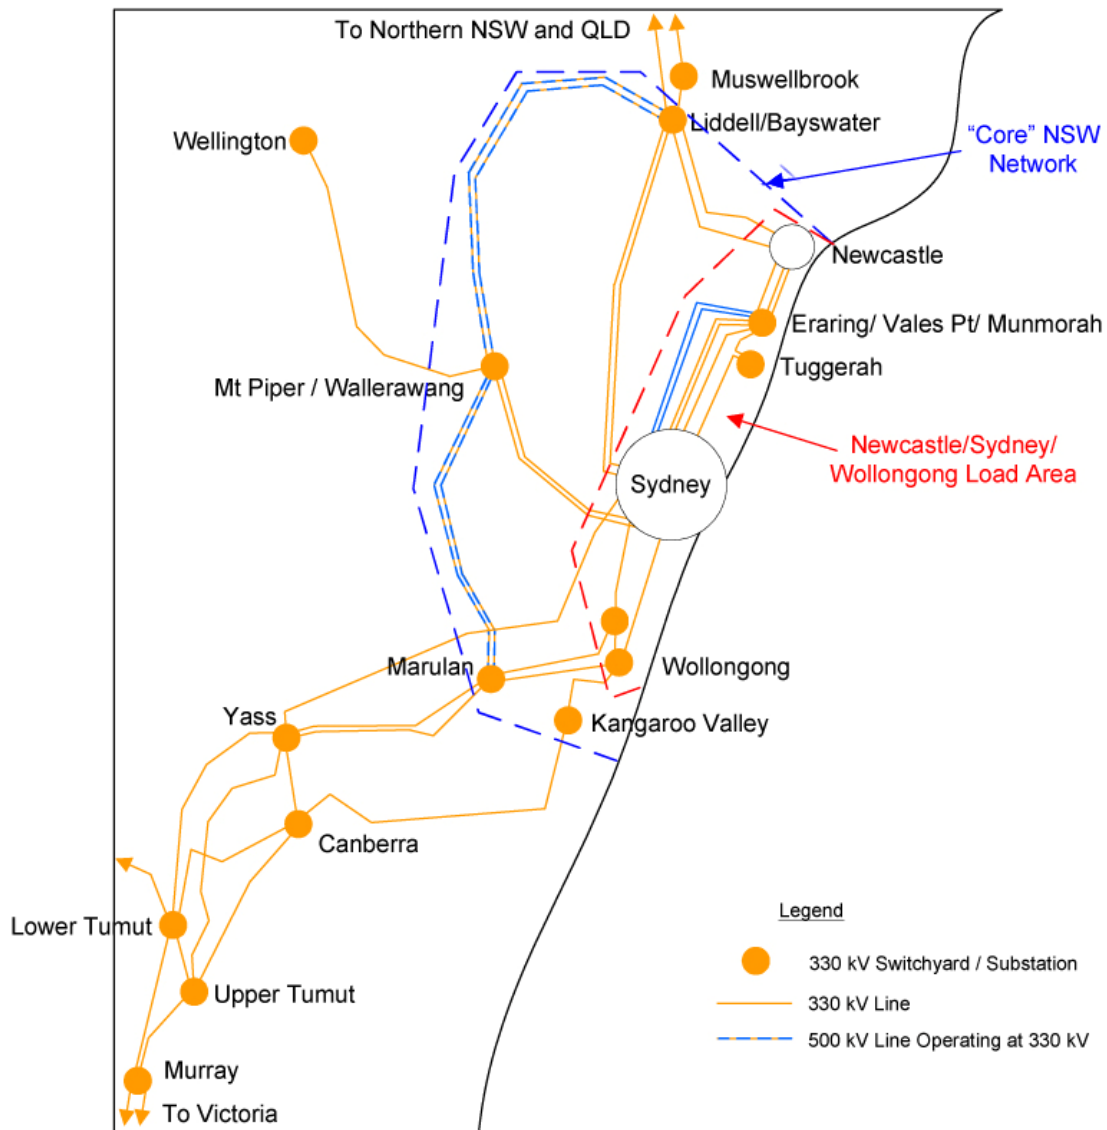 To Northern NSW and QLD
Muswellbrook
Liddell/Bayswater
Wellington
“Core” NSW
Network
Newcastle
Eraring/ Vales Pt/ Munmorah
Tuggerah
Mt Piper / Wallerawang
Newcastle/Sydney/
Wollongong Load Area
Sydney
Marulan
Wollongong
Yass
Kangaroo Valley
Canberra
Lower Tumut
Upper Tumut
Murray
To Victoria
Legend
330 kV Switchyard / Substation
330 kV Line
500 kV Line Operating at 330 kV